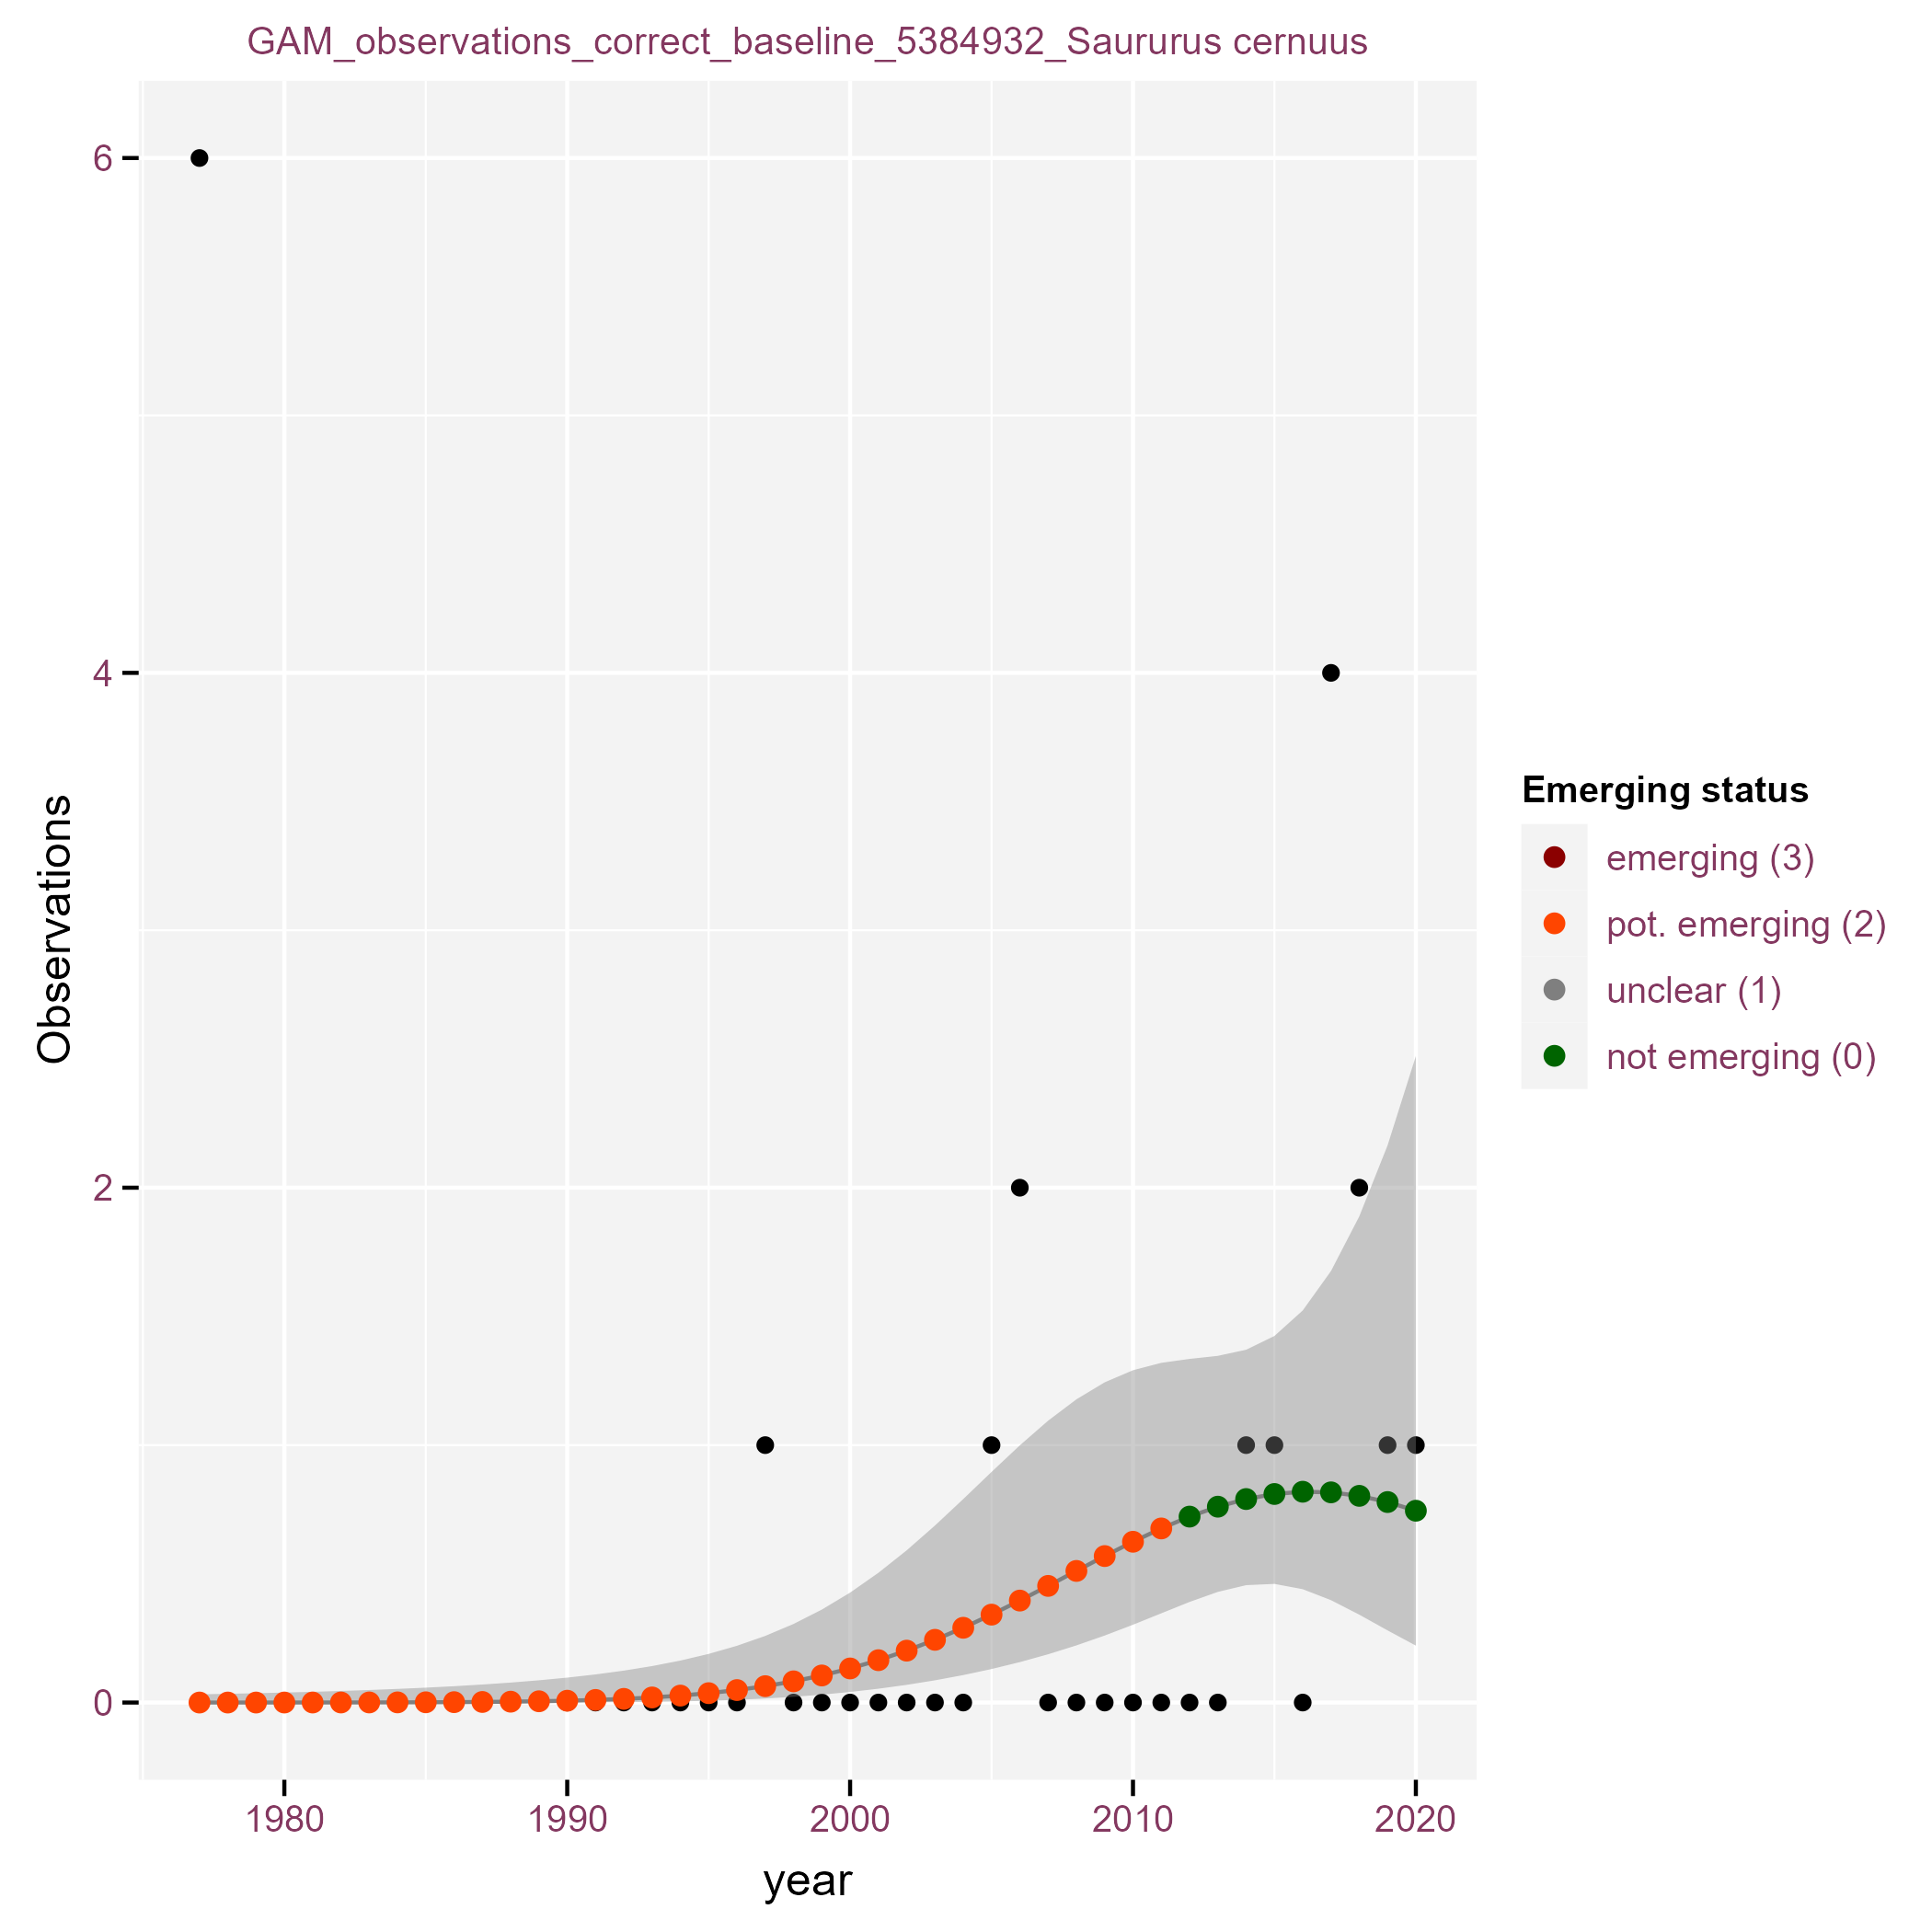 GAM_observations_correct_baseline_5384932_Saururus cernuus
6
4
2
0
Observations
1980 1990 2000 2010 2020
year
Emerging status
emerging (3)
pot. emerging (2)
unclear (1)
not emerging (0)